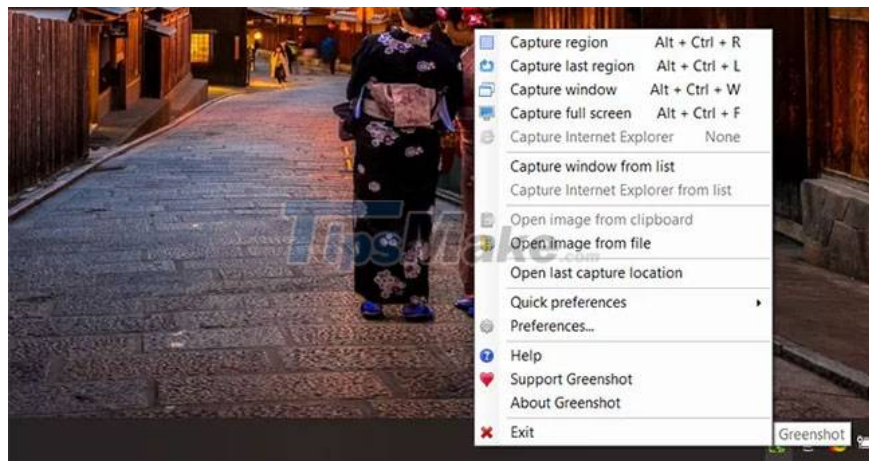 Capture region Alt + Ctrl + R
Capture last region Alt + Ctrl + L
Capture window Alt + Ctrl + W
Capture full screen Alt + Ctrl + F
Capture Internet Explorer None
Capture window from list
Capture Internet Explorer from list
Open image from clipboard
Open image from file
TipsMake.com
Open last capture location
Quick preferences
Preferences...
Help
Support Greenshot
About Greenshot
Exit
Greenshot